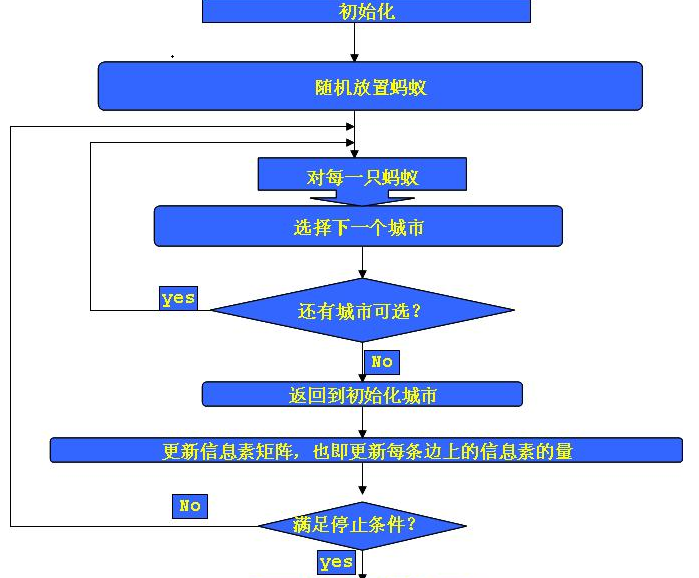 初始化
随机放置蚂蚁
对每一只蚂蚁
选择下一个城市
yes
还有城市可选？
No
返回到初始化城市
更新信息素矩阵，也即更新每条边上的信息素的量
No
满足停止条件？
yes